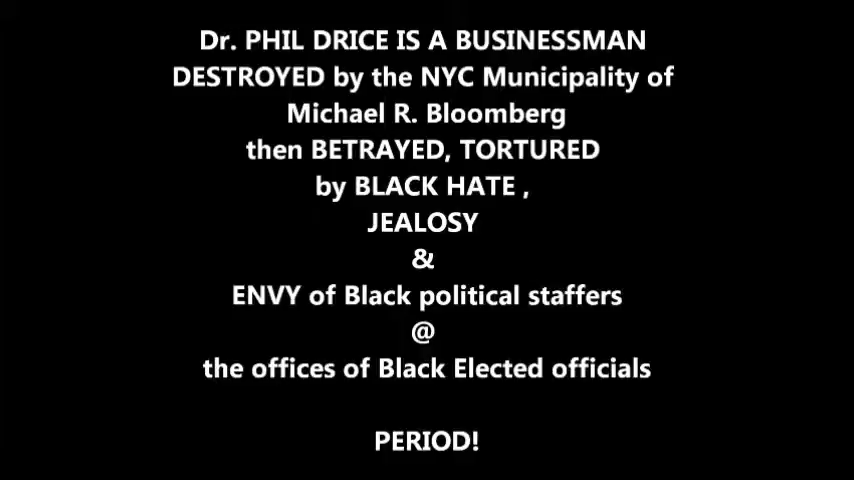 Dr. PHIL DRICE IS A BUSINESSMAN
DESTROYED by the NYC Municipality of
Michael R. Bloomberg
then BETRAYED, TORTURED
by BLACK HATE ,
JEALOSY
&
ENVY of Black political staffers
@
the offices of Black Elected officials
PERIOD!